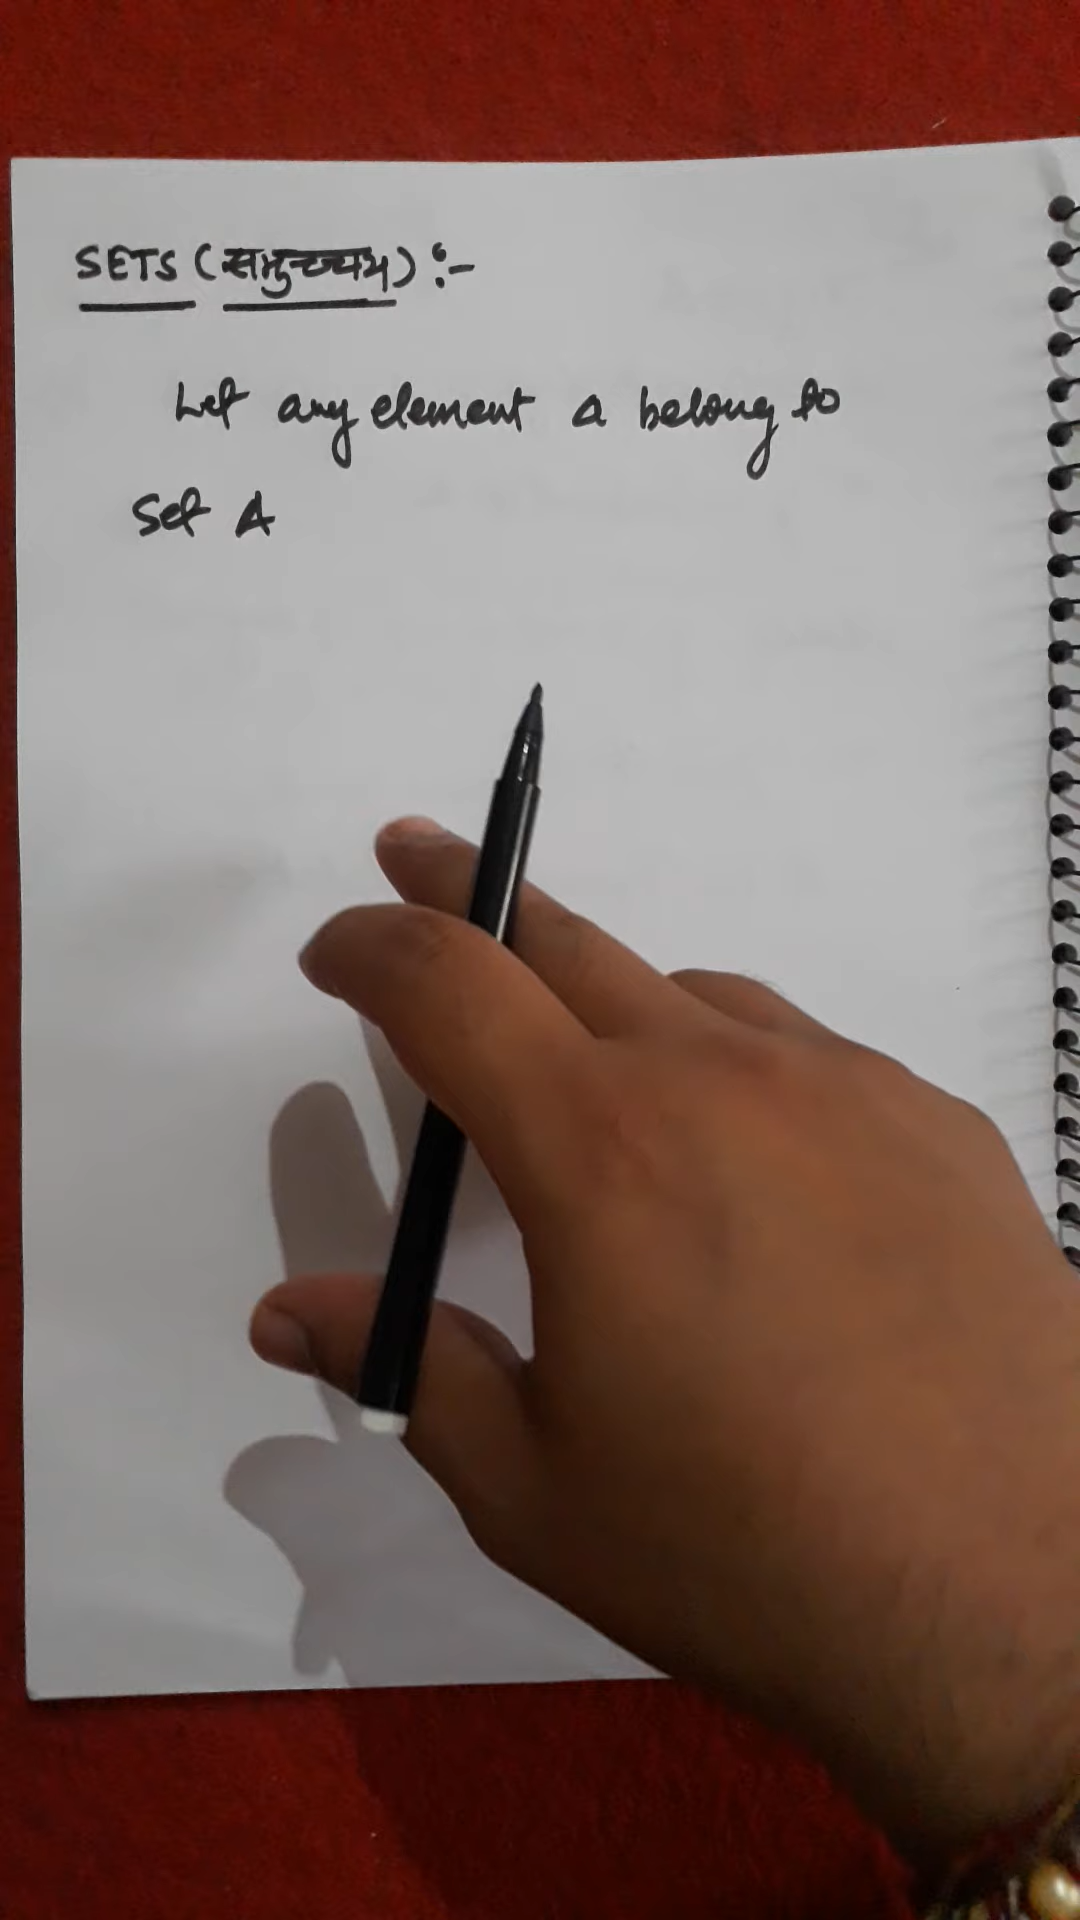 SETS (समुच्चय) :-
Let any element a belong to
Set A